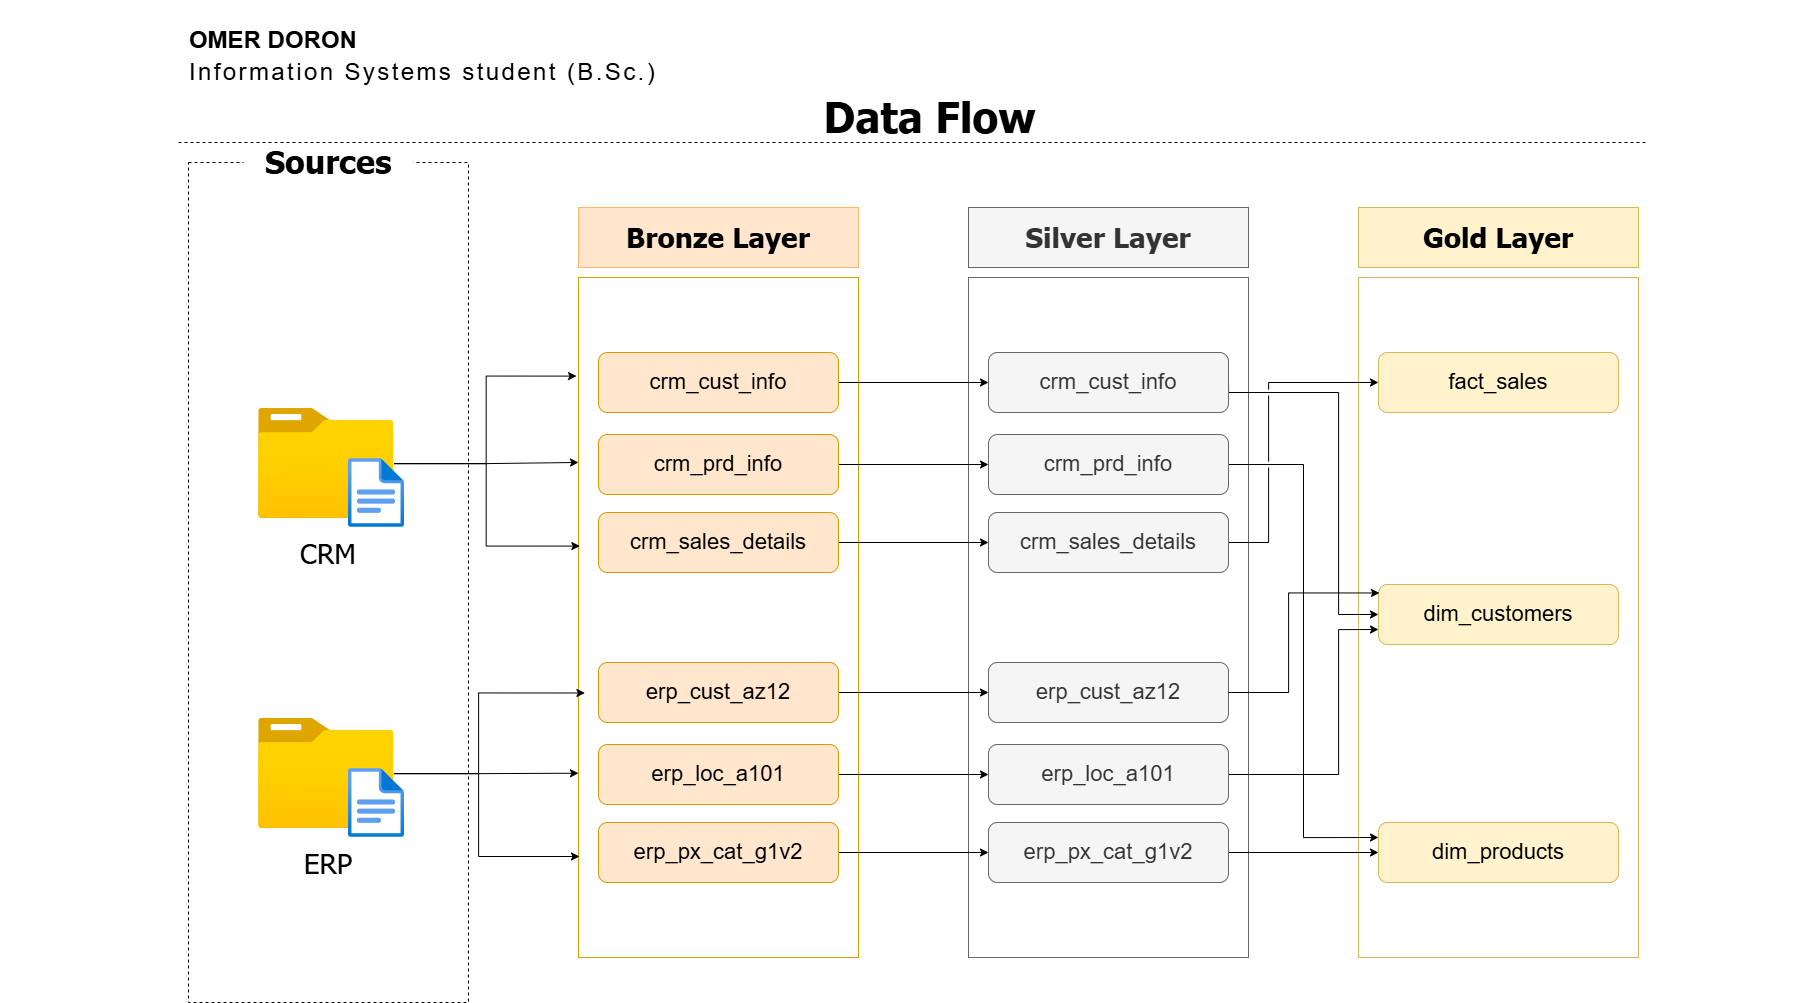 OMER DORON
Information Systems student (B.Sc.)
Data Flow
Sources
Bronze Layer
Silver Layer
Gold Layer
crm_cust_info
crm_cust_info
fact_sales
crm_prd_info
crm_prd_info
crm_sales_details
crm_sales_details
CRM
dim_customers
erp_cust_az12
erp_cust_az12
erp_loc_a101
erp_loc_a101
erp_px_cat_g1v2
erp_px_cat_g1v2
dim_products
ERP